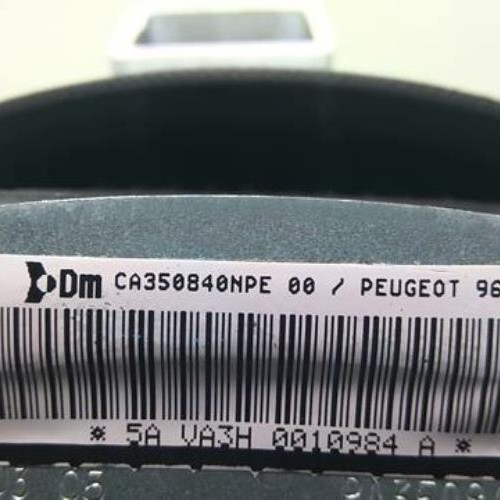 Dm CA350840NPE 00 / PEUGEOT 96
* 5A VA3H 0010984 A *